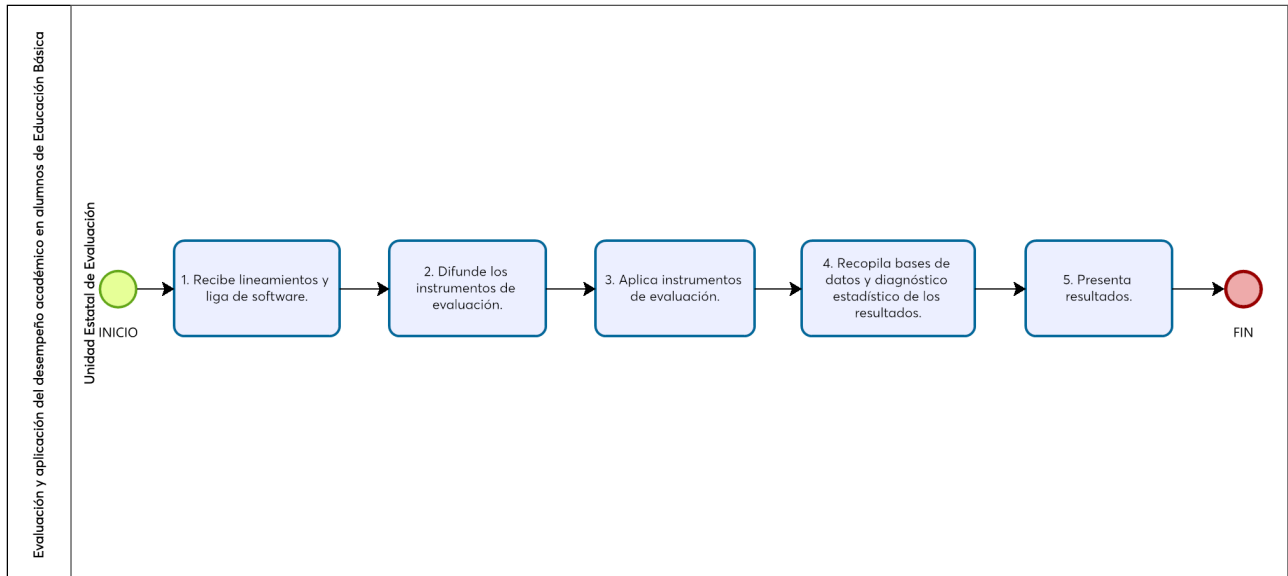 Evaluación y aplicación del desempeño académico en alumnos de Educación Básica
Unidad Estatal de Evaluación
INICIO
1. Recibe lineamientos y
liga de software.
2. Difunde los
instrumentos de
evaluación.
3. Aplica instrumentos
de evaluación.
4. Recopila bases de
datos y diagnóstico
estadístico de los
resultados.
5. Presenta
resultados.
FIN